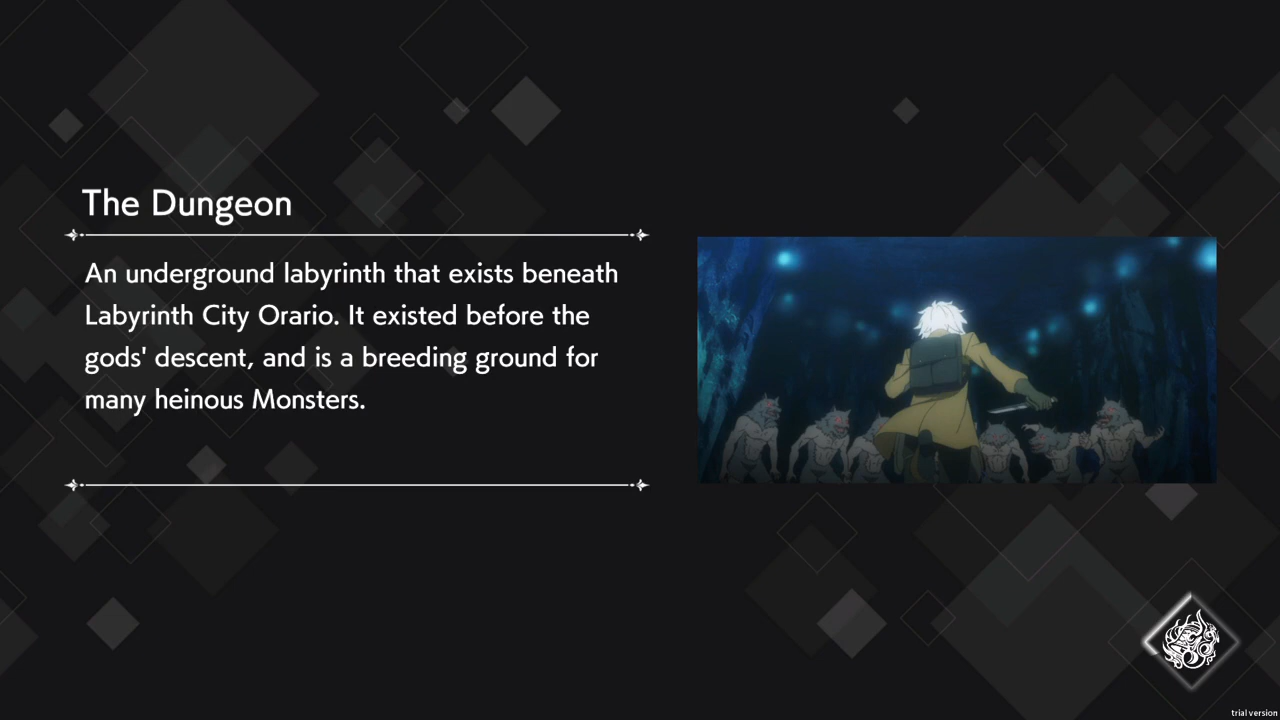 The Dungeon
An underground labyrinth that exists beneath
Labyrinth City Orario. It existed before the
gods' descent, and is a breeding ground for
many heinous Monsters.
trial version